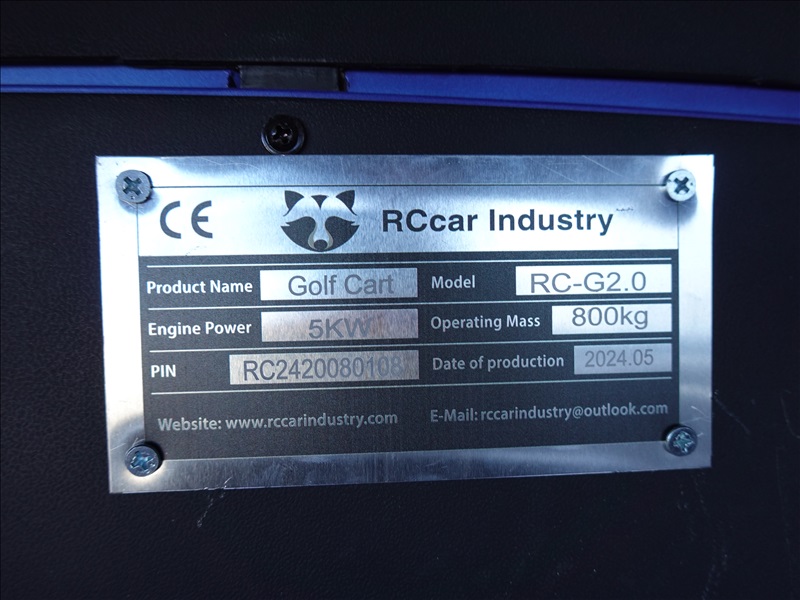 CE RCcar Industry
Product Name Golf Cart Model RC-G2.0
Engine Power 5KW Operating Mass 800kg
PIN RC2420080108 Date of production 2024.05
Website: www.rccarindustry.com E-Mail: rccarindustry@outlook.com